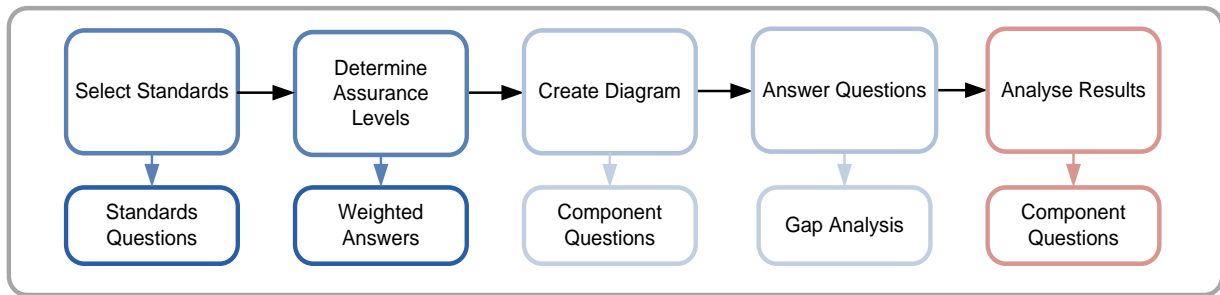 Select Standards
Determine
Assurance
Levels
Create Diagram
Answer Questions
Analyse Results
Standards
Questions
Weighted
Answers
Component
Questions
Gap Analysis
Component
Questions